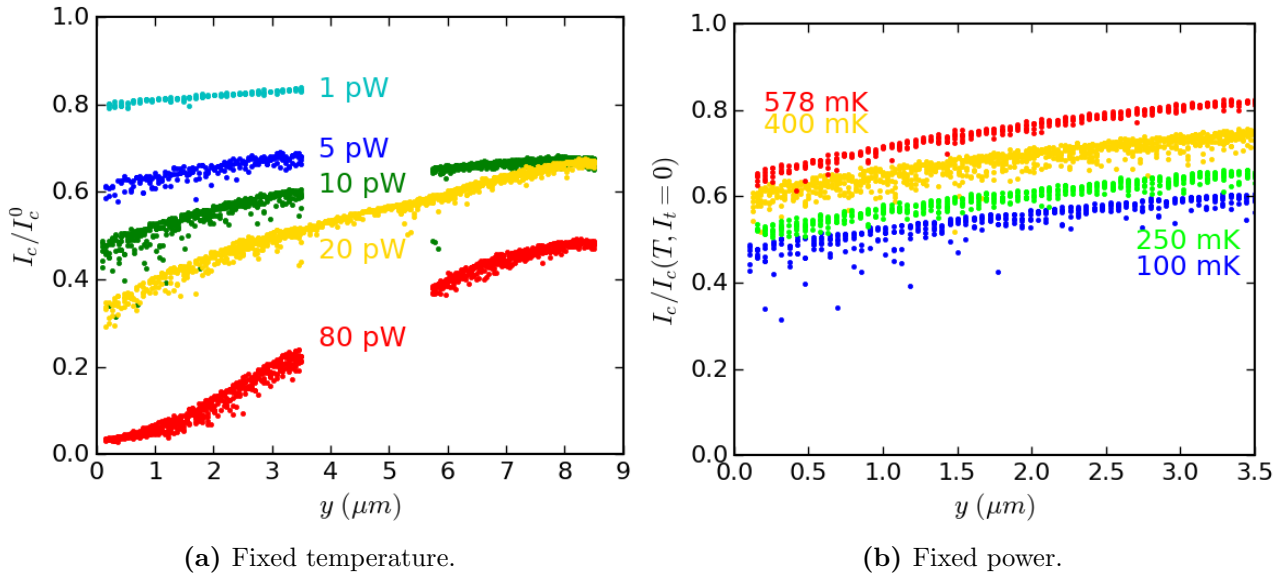 1.0
0.8
0.6
0.4
0.2
0.0
I_c/I_c^0
1 pW
5 pW
10 pW
20 pW
80 pW
0 1 2 3 4 5 6 7 8 9
y (μm)
(a) Fixed temperature.
1.0
0.8
0.6
0.4
0.2
0.0
I_c/I_c(T, I_t = 0)
578 mK
400 mK
250 mK
100 mK
0.0 0.5 1.0 1.5 2.0 2.5 3.0 3.5
y (μm)
(b) Fixed power.